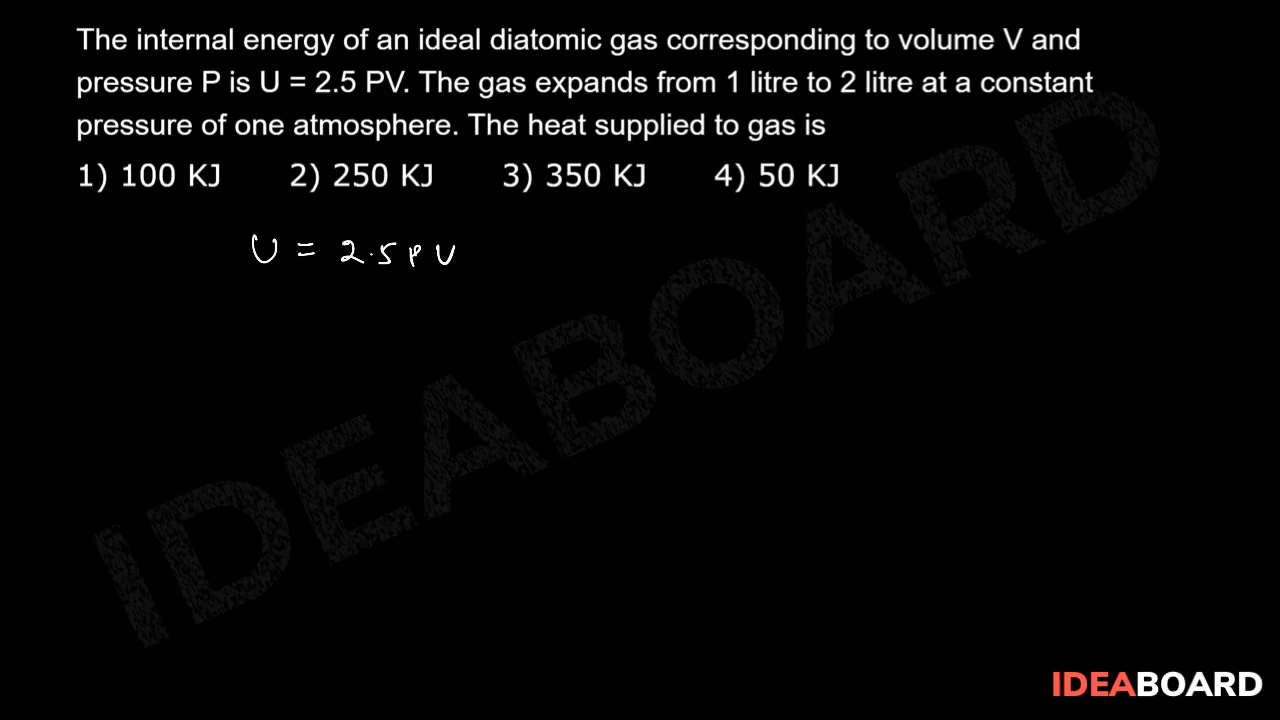 The internal energy of an ideal diatomic gas corresponding to volume V and
pressure P is U = 2.5 PV. The gas expands from 1 litre to 2 litre at a constant
pressure of one atmosphere. The heat supplied to gas is
1) 100 KJ 2) 250 KJ 3) 350 KJ 4) 50 KJ
U = 2.5 P V
IDEABOARD
IDEABOARD